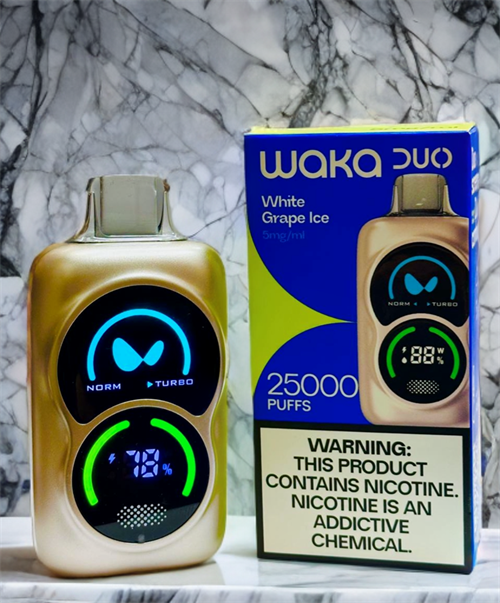 NORM ▶TURBO
78%
waka DUO
White
Grape Ice
5mg/ml
NORM TURBO
88 W %
25000
PUFFS
WARNING:
THIS PRODUCT
CONTAINS NICOTINE.
NICOTINE IS AN
ADDICTIVE
CHEMICAL.